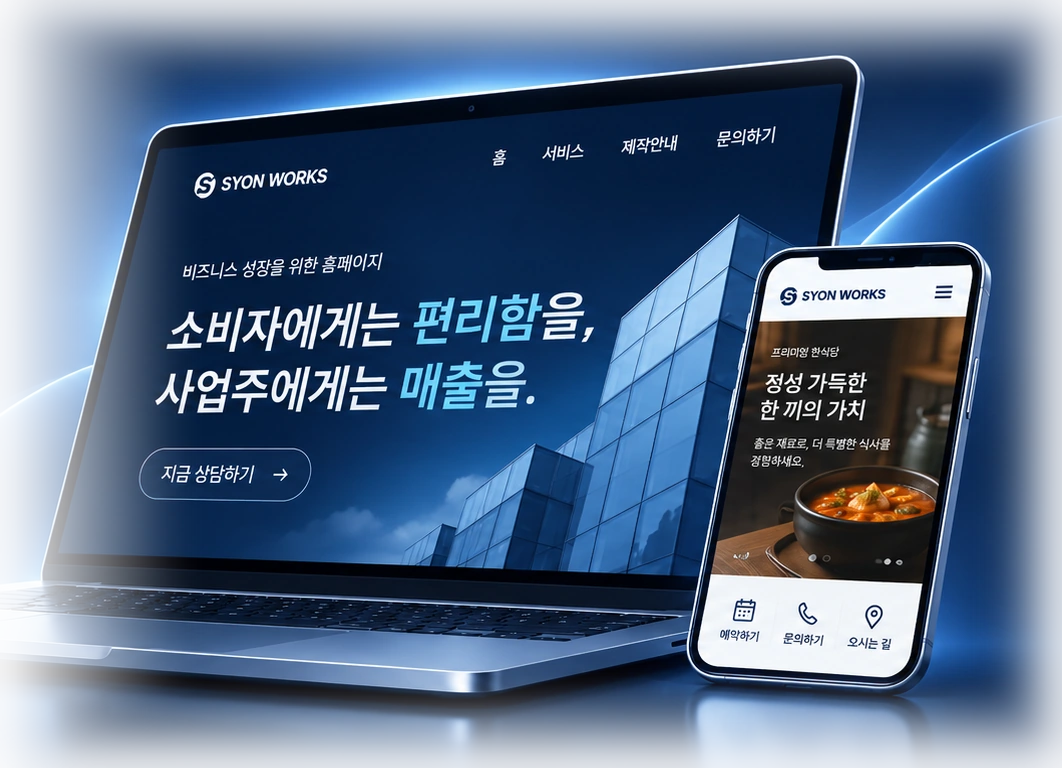 SYON WORKS
홈 서비스 제작안내 문의하기
비즈니스 성장을 위한 홈페이지
소비자에게는 편리함을,
사업주에게는 매출을.
지금 상담하기 →
SYON WORKS
프리미엄 한식당
정성 가득한
한 끼의 가치
좋은 재료로, 더 특별한 식사를
경험하세요.
예약하기 문의하기 오시는 길